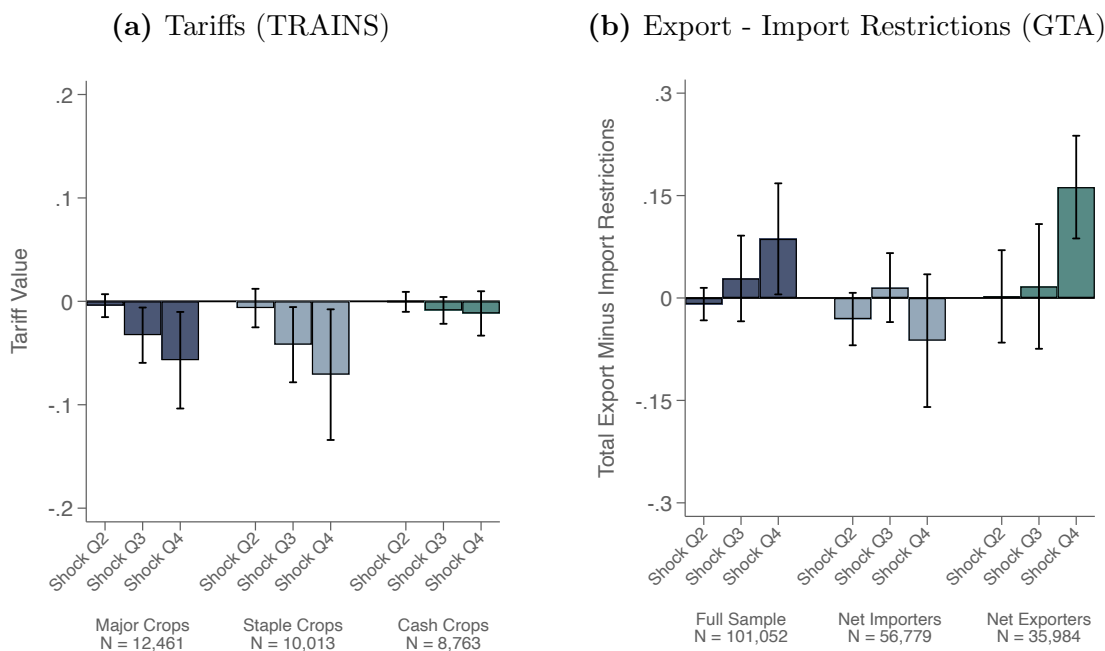 (a) Tariffs (TRAINS)
.2
.1
0
-.1
-.2
Tariff Value
Shock Q2
Shock Q3
Shock Q4
Shock Q2
Shock Q3
Shock Q4
Shock Q2
Shock Q3
Shock Q4
Major Crops
N = 12,461
Staple Crops
N = 10,013
Cash Crops
N = 8,763
(b) Export - Import Restrictions (GTA)
.3
.15
0
-.15
-.3
Total Export Minus Import Restrictions
Shock Q2
Shock Q3
Shock Q4
Shock Q2
Shock Q3
Shock Q4
Shock Q2
Shock Q3
Shock Q4
Full Sample
N = 101,052
Net Importers
N = 56,779
Net Exporters
N = 35,984